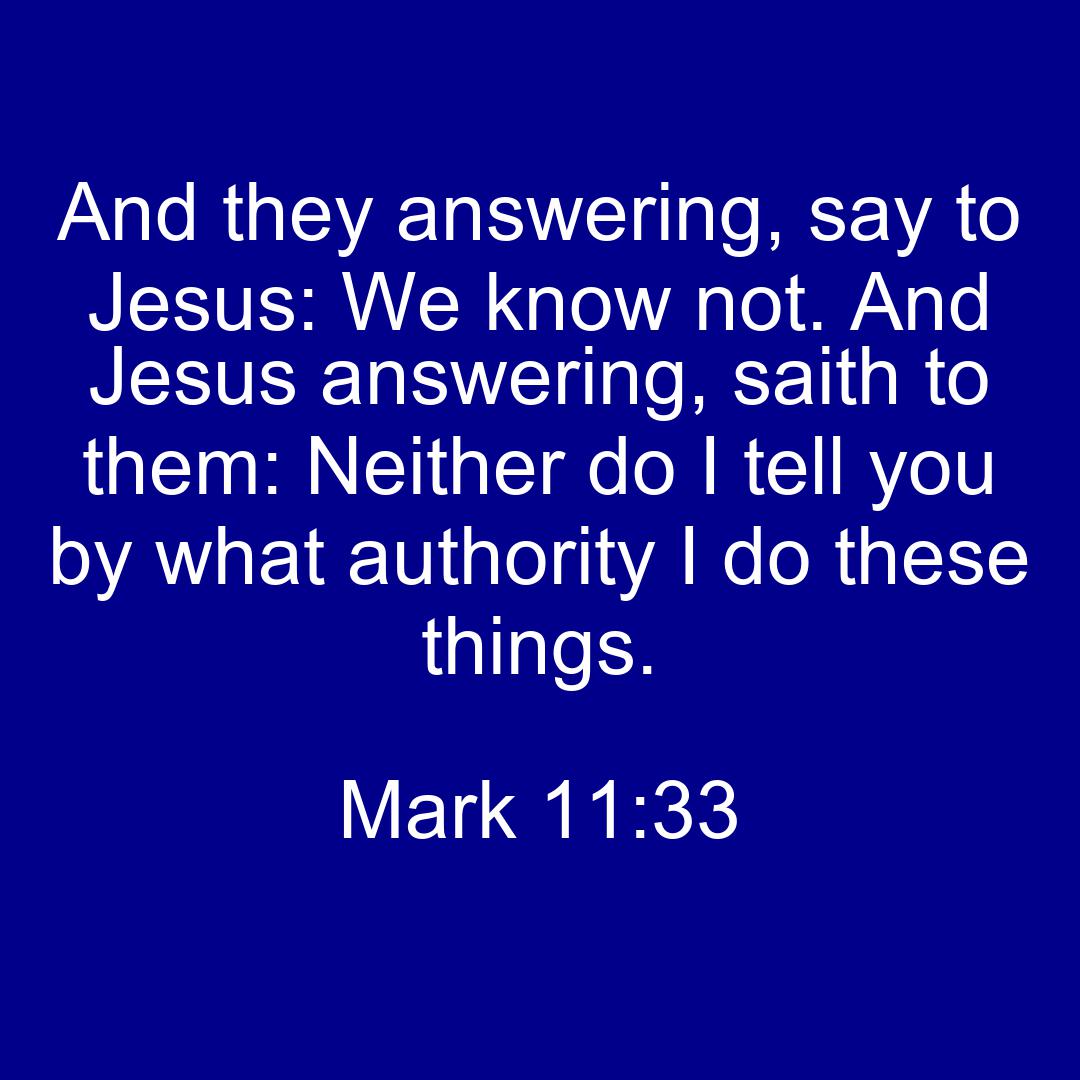 And they answering, say to
Jesus: We know not. And
Jesus answering, saith to
them: Neither do I tell you
by what authority I do these
things.
Mark 11:33